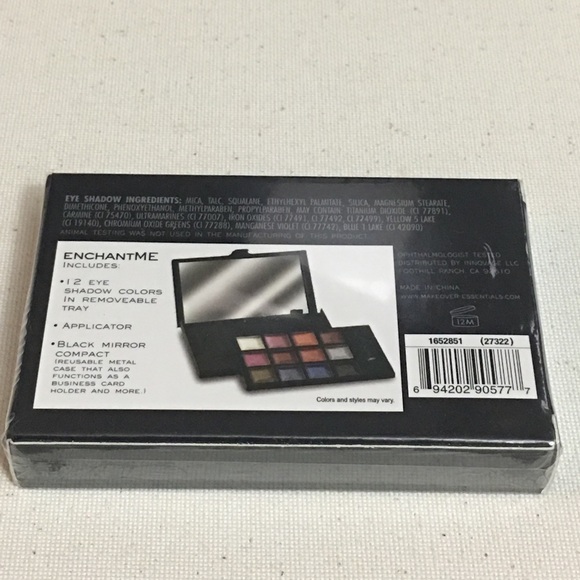 EYE SHADOW INGREDIENTS: MICA, TALC, SQUALANE, ETHYLHEXYL PALMITATE, SILICA, MAGNESIUM STEARATE,
DIMETHICONE, PHENOXYETHANOL, METHYLPARABEN, PROPYLPARABEN, MAY CONTAIN: TITANIUM DIOXIDE (CI 77891),
CARMINE (CI 75470), ULTRAMARINES (CI 77007), IRON OXIDES (CI 77491, CI 77492, CI 77499), YELLOW 5 LAKE
(CI 19140), CHROMIUM OXIDE GREENS (CI 77288), MANGANESE VIOLET (CI 77742), BLUE 1 LAKE (CI 42090)
ANIMAL TESTING WAS NOT USED IN THE MANUFACTURING OF THIS PRODUCT.
ENCHANTME
INCLUDES:
•12 EYE
SHADOW COLORS
IN REMOVEABLE
TRAY
• APPLICATOR
•BLACK MIRROR
COMPACT
(REUSABLE METAL
CASE THAT ALSO
FUNCTIONS AS A
BUSINESS CARD
HOLDER AND MORE.)
Colors and styles may vary.
OPHTHALMOLOGIST TESTED
DISTRIBUTED BY INNOVAGE LLC
FOOTHILL RANCH, CA
MADE IN CHINA
WWW.MAKEOVER-ESSENTIALS.COM
12M
1652851 (27322)
6 94202 90577 7